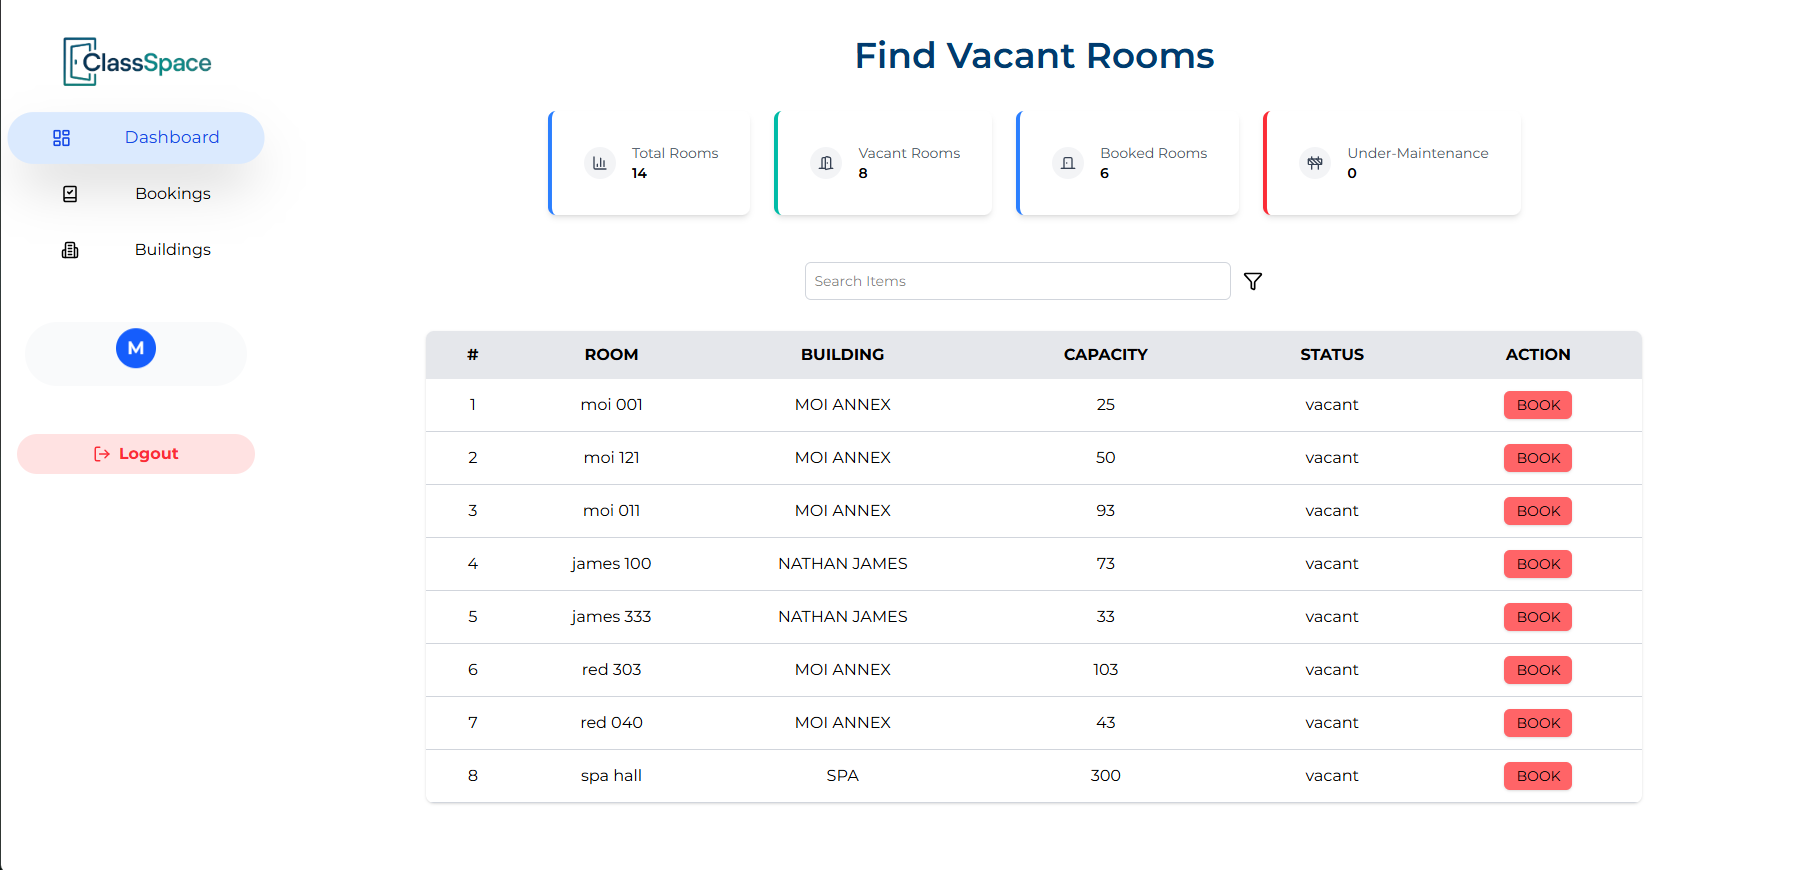 ClassSpace
Dashboard
Bookings
Buildings
M
Logout
Find Vacant Rooms
Total Rooms
14
Vacant Rooms
8
Booked Rooms
6
Under-Maintenance
0
Search Items
# ROOM BUILDING CAPACITY STATUS ACTION
1 moi 001 MOI ANNEX 25 vacant BOOK
2 moi 121 MOI ANNEX 50 vacant BOOK
3 moi 011 MOI ANNEX 93 vacant BOOK
4 james 100 NATHAN JAMES 73 vacant BOOK
5 james 333 NATHAN JAMES 33 vacant BOOK
6 red 303 MOI ANNEX 103 vacant BOOK
7 red 040 MOI ANNEX 43 vacant BOOK
8 spa hall SPA 300 vacant BOOK